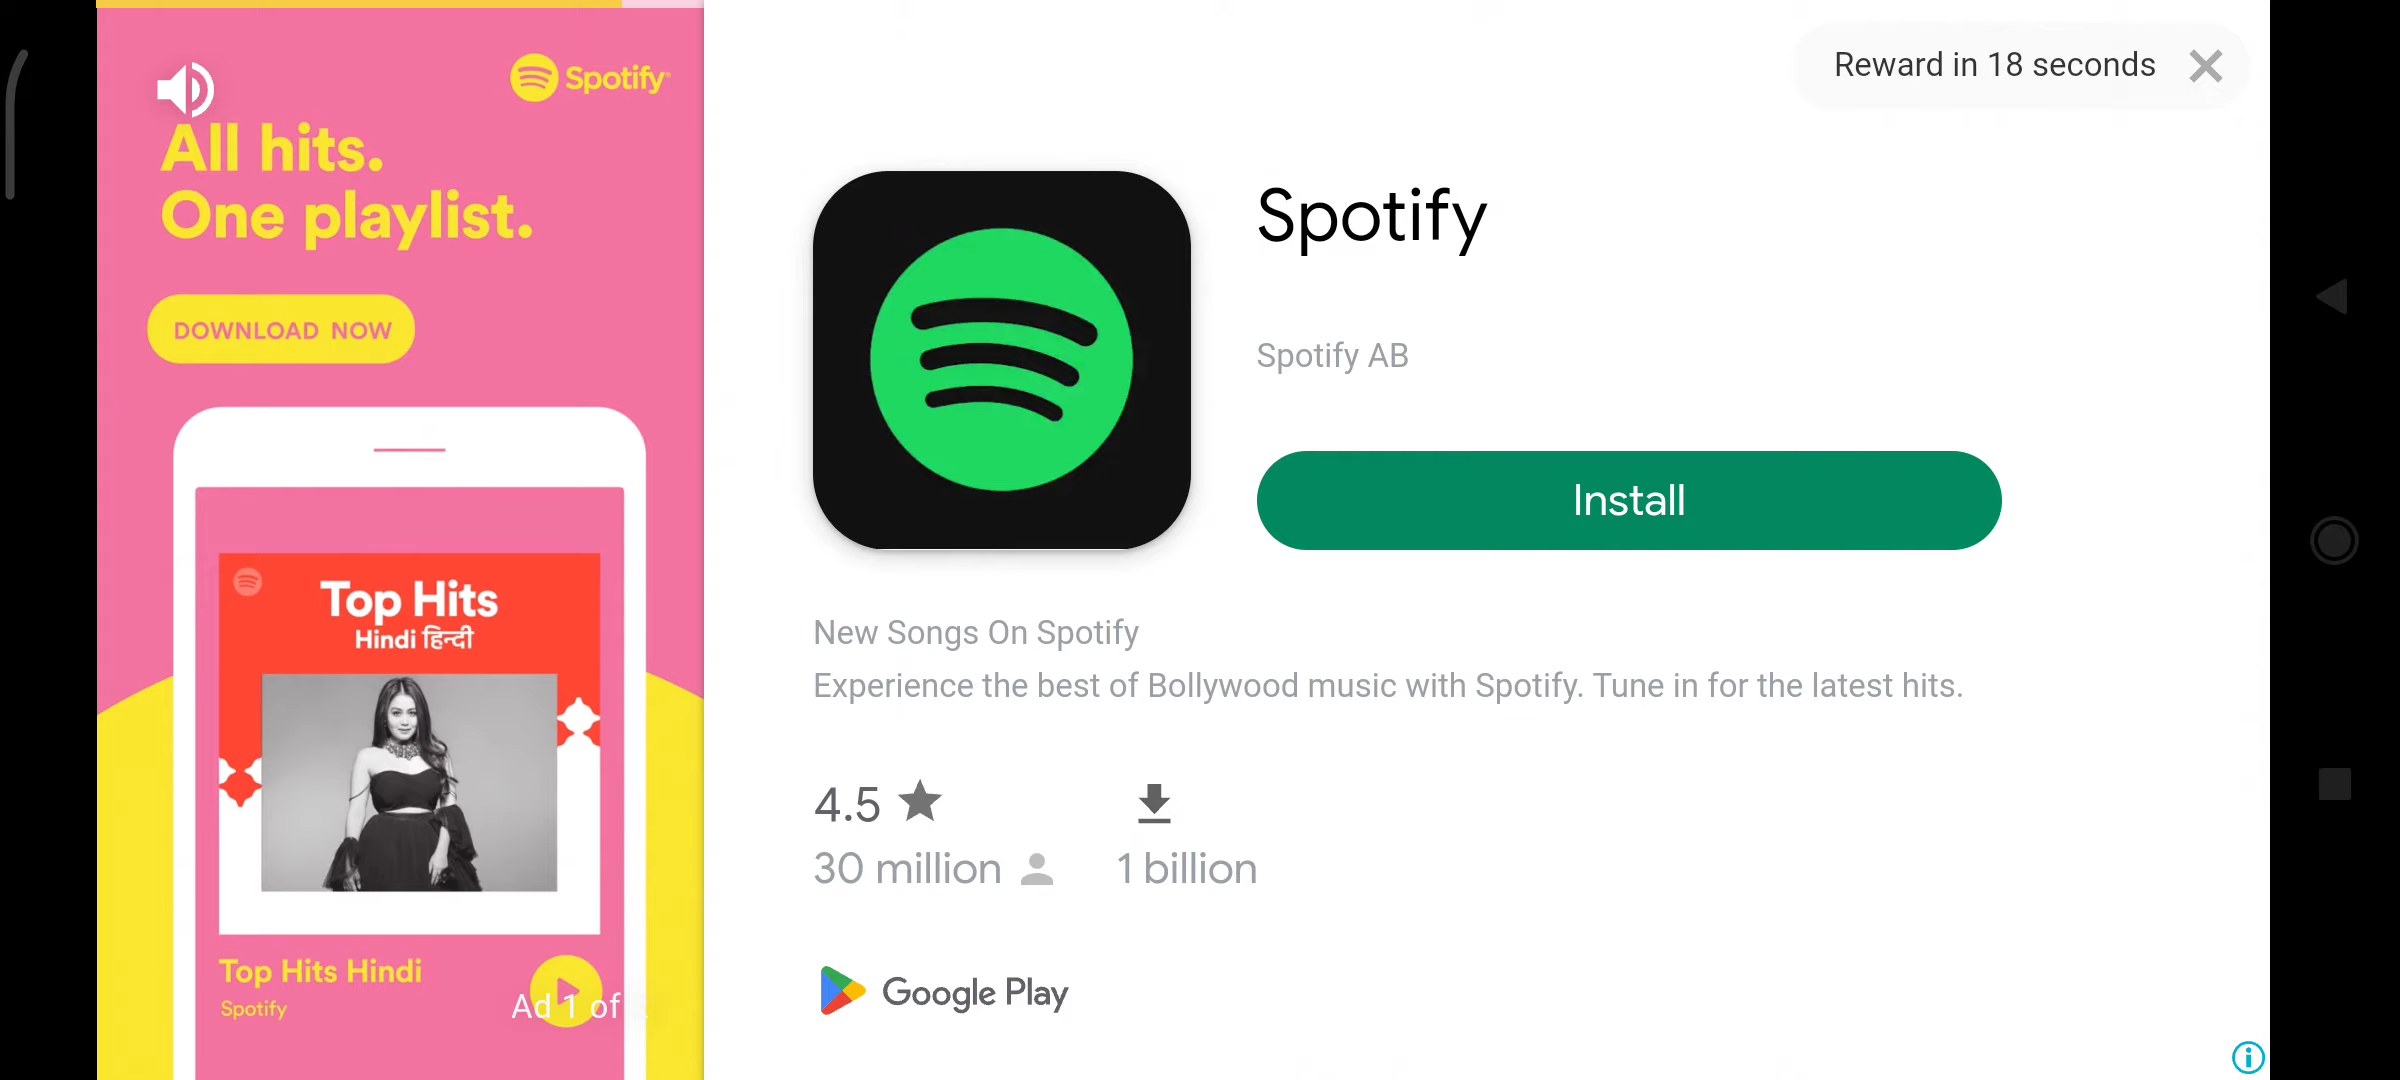 Spotify
All hits.
One playlist.
DOWNLOAD NOW
Top Hits
Hindi हिन्दी
Top Hits Hindi
Spotify
Ad 1 of
Reward in 18 seconds
Spotify
Spotify AB
Install
New Songs On Spotify
Experience the best of Bollywood music with Spotify. Tune in for the latest hits.
4.5
30 million
1 billion
Google Play